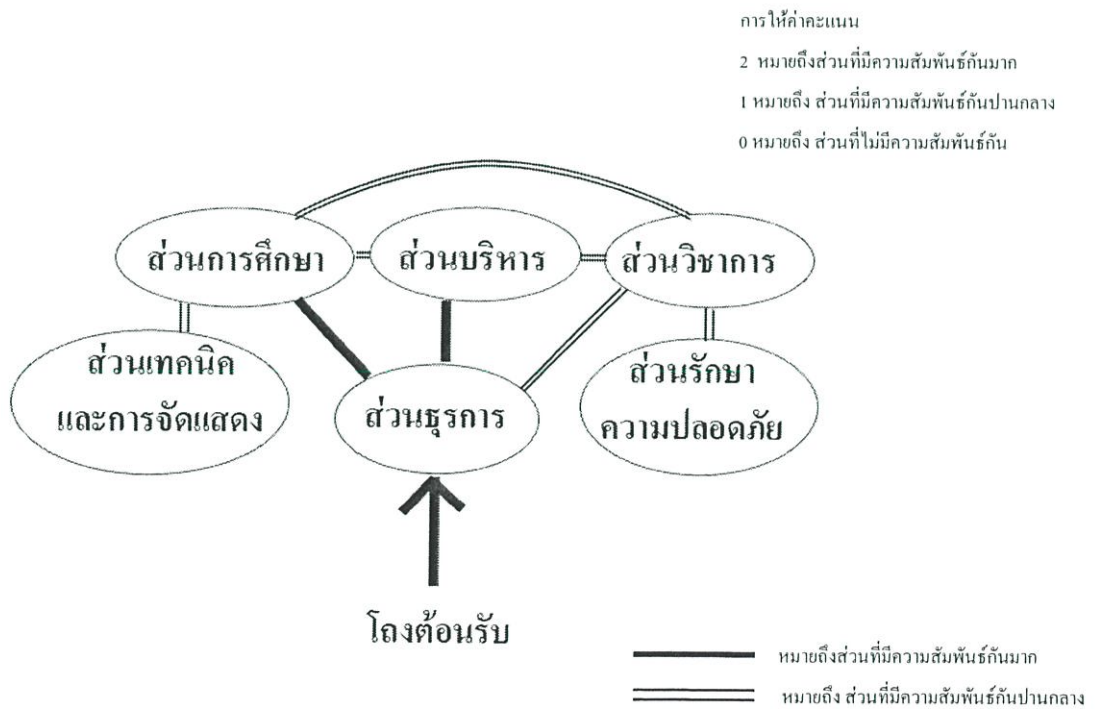 การให้ค่าคะแนน
2 หมายถึงส่วนที่มีความสัมพันธ์กันมาก
1 หมายถึง ส่วนที่มีความสัมพันธ์กันปานกลาง
0 หมายถึง ส่วนที่ไม่มีความสัมพันธ์กัน
ส่วนการศึกษา
ส่วนบริหาร
ส่วนวิชาการ
ส่วนเทคนิค
และการจัดแสดง
ส่วนธุรการ
ส่วนรักษา
ความปลอดภัย
โถงต้อนรับ
หมายถึงส่วนที่มีความสัมพันธ์กันมาก
หมายถึง ส่วนที่มีความสัมพันธ์กันปานกลาง